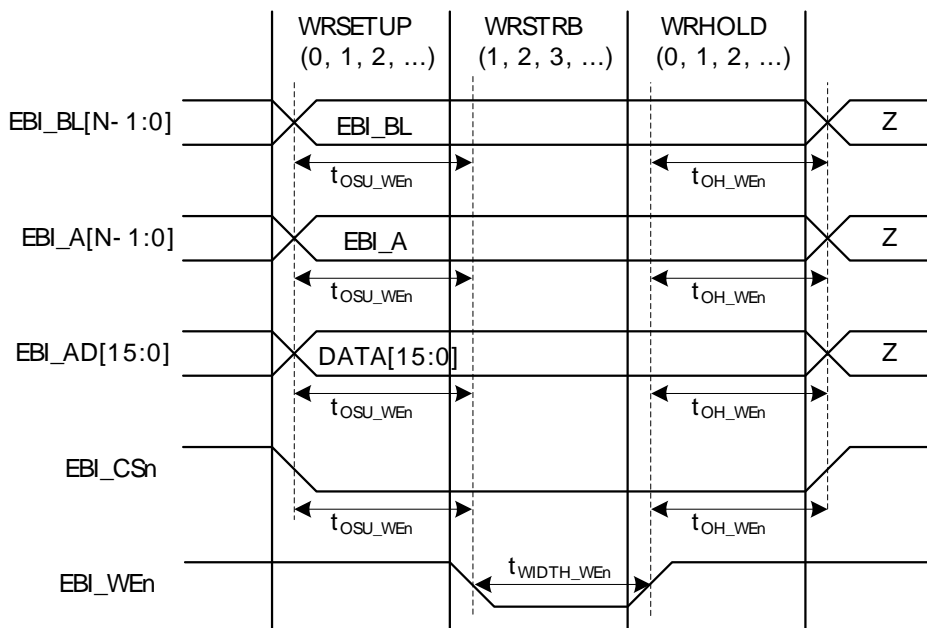 WRSETUP WRSTRB WRHOLD
(0, 1, 2, ...) (1, 2, 3, ...) (0, 1, 2, ...)
EBI_BL[N-1:0] EBI_BL Z
tOSU_WEn tOH_WEn
EBI_A[N-1:0] EBI_A Z
tOSU_WEn tOH_WEn
EBI_AD[15:0] DATA[15:0] Z
tOSU_WEn tOH_WEn
EBI_CSn
tOSU_WEn tOH_WEn
EBI_WEn tWIDTH_WEn